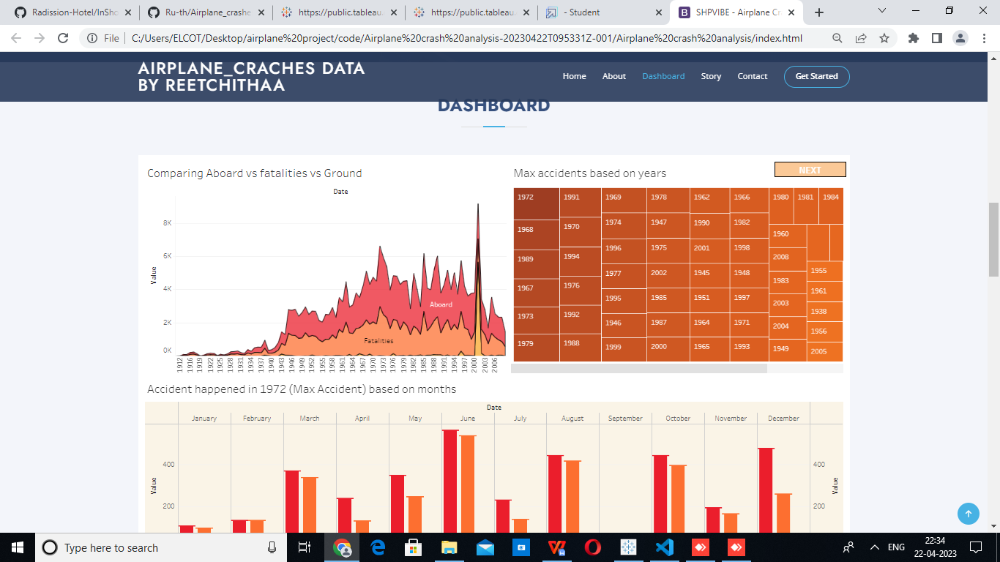 Radission-Hotel/InSho
Ru-th/Airplane_crashe
https://public.tableau.
https://public.tableau.
- Student
SHPVIBE - Airplane Cr
File
C:/Users/ELCOT/Desktop/airplane%20project/code/Airplane%20crash%20analysis-20230422T095331Z-001/Airplane%20crash%20analysis/index.html
AIRPLANE_CRACHES DATA
BY REETCHITHAA
Home About Dashboard Story Contact Get Started
DASHBOARD
Comparing Aboard vs fatalities vs Ground
Date
8K
6K
4K
2K
0K
Value
Aboard
Fatalities
1912 1916 1919 1922 1925 1928 1931 1934 1937 1940 1943 1946 1949 1952 1955 1958 1961 1964 1967 1970 1973 1976 1979 1982 1985 1988 1991 1994 1997 2000 2003 2006
Max accidents based on years
NEXT
1972 1991 1969 1978 1962 1966 1980 1981 1984
1968 1970 1974 1947 1990 1982 1960
1989 1994 1996 1975 2001 1998 2008
1967 1976 1977 2002 1945 1948 1983 1955
1973 1992 1995 1985 1951 1997 2003 1961
1979 1988 1946 1987 1964 1971 2004 1938
1999 2000 1965 1993 1949 1956
2005
Accident happened in 1972 (Max Accident) based on months
Date
January February March April May June July August September October November December
400 400
Value Value
200 200
Type here to search
ENG
22:34
22-04-2023